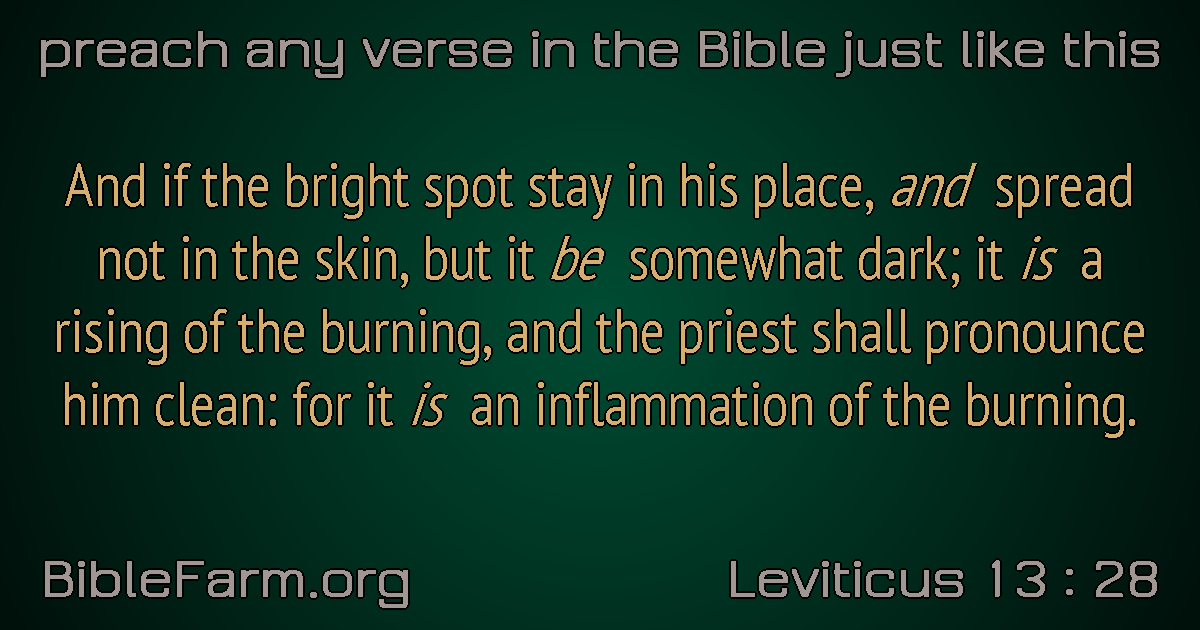 preach any verse in the Bible just like this
And if the bright spot stay in his place, and spread
not in the skin, but it be somewhat dark; it is a
rising of the burning, and the priest shall pronounce
him clean: for it is an inflammation of the burning.
BibleFarm.org
Leviticus 13 : 28